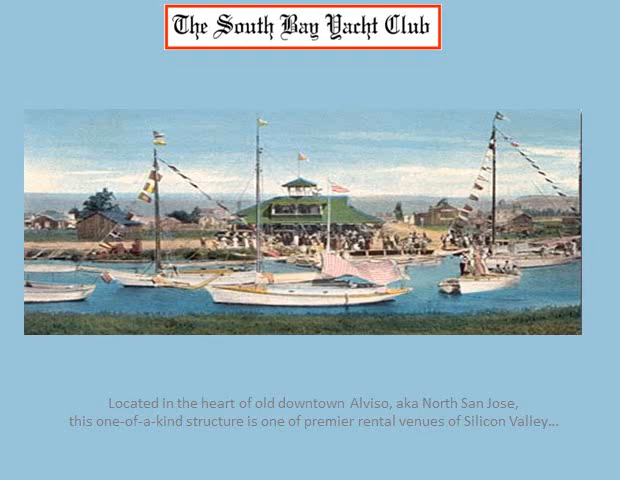 The South Bay Yacht Club
Located in the heart of old downtown Alviso, aka North San Jose,
this one-of-a-kind structure is one of premier rental venues of Silicon Valley...